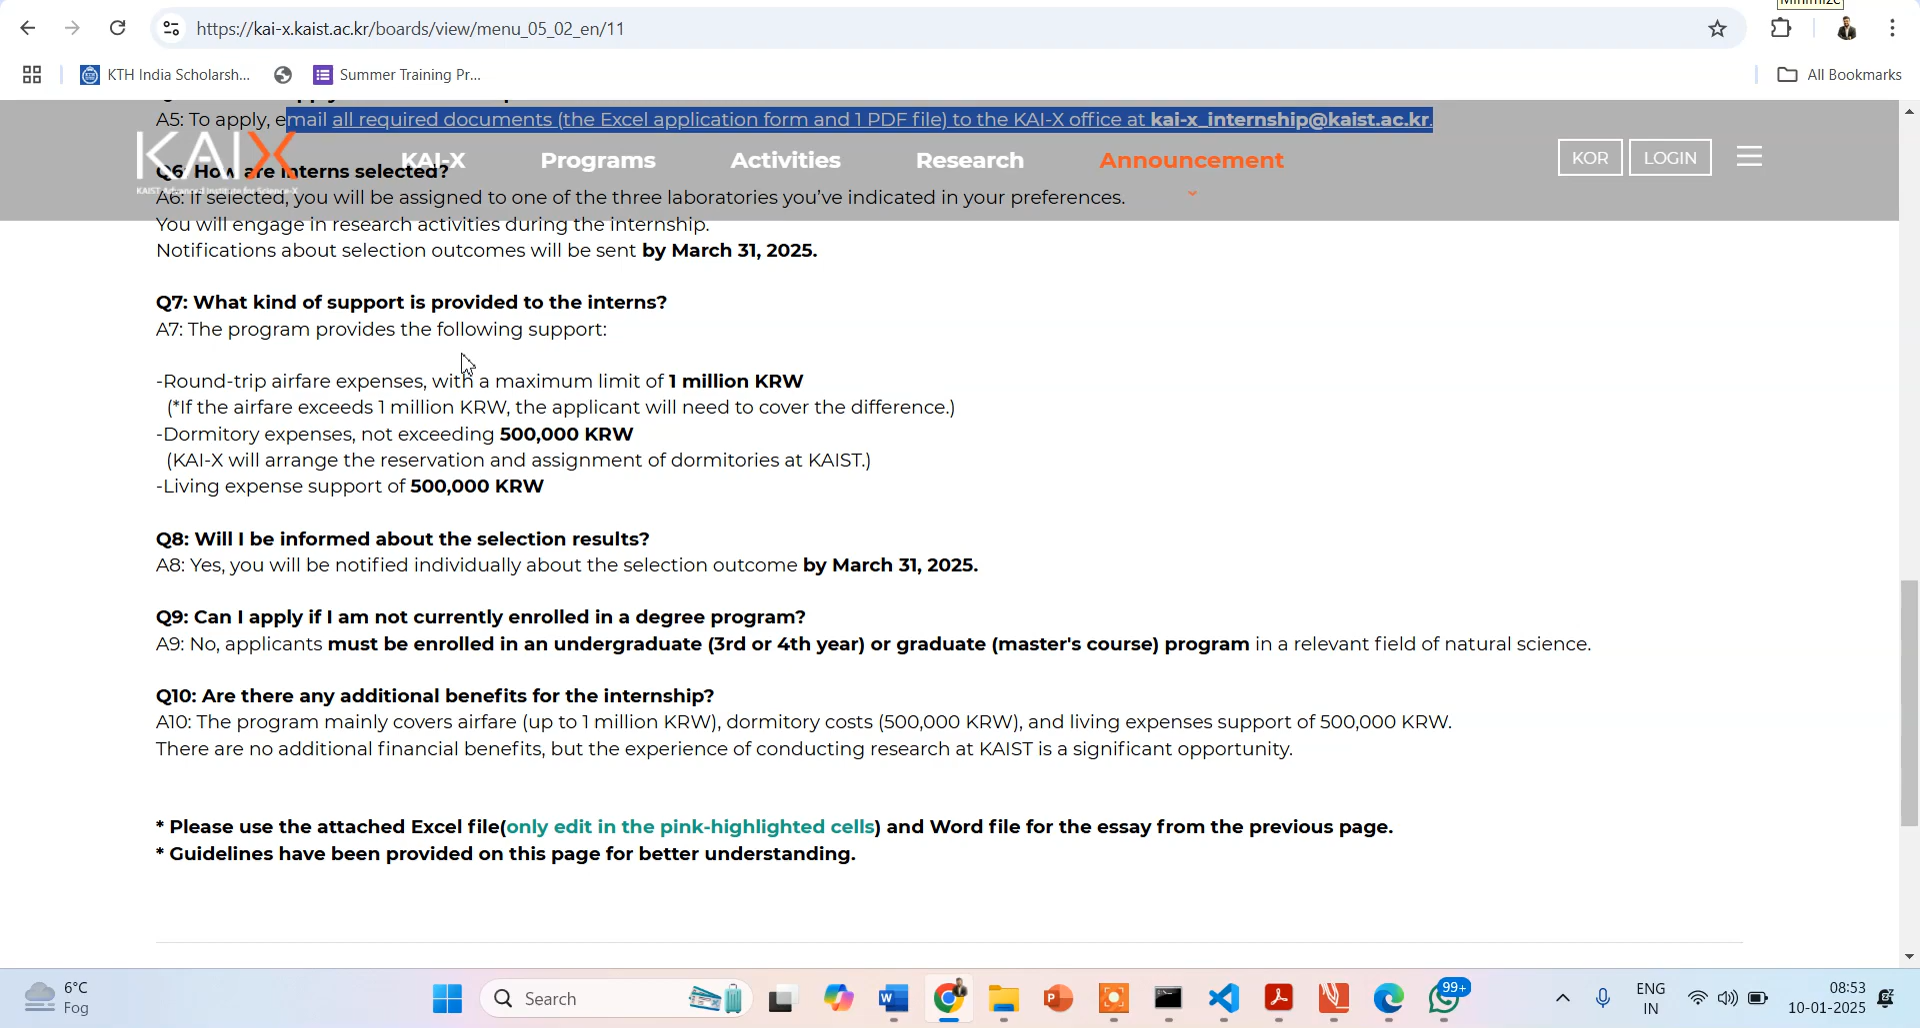 Minimize
https://kai-x.kaist.ac.kr/boards/view/menu_05_02_en/11
KTH India Scholarsh...
Summer Training Pr...
All Bookmarks
A5: To apply, email all required documents (the Excel application form and 1 PDF file) to the KAI-X office at kai-x_internship@kaist.ac.kr.
KAIX
KAIST Advanced Institute for Science-X
KAI-X
Programs
Activities
Research
Announcement
KOR
LOGIN
Q6: How are interns selected?
A6: If selected, you will be assigned to one of the three laboratories you've indicated in your preferences.
You will engage in research activities during the internship.
Notifications about selection outcomes will be sent by March 31, 2025.
Q7: What kind of support is provided to the interns?
A7: The program provides the following support:
-Round-trip airfare expenses, with a maximum limit of 1 million KRW
(*If the airfare exceeds 1 million KRW, the applicant will need to cover the difference.)
-Dormitory expenses, not exceeding 500,000 KRW
(KAI-X will arrange the reservation and assignment of dormitories at KAIST.)
-Living expense support of 500,000 KRW
Q8: Will I be informed about the selection results?
A8: Yes, you will be notified individually about the selection outcome by March 31, 2025.
Q9: Can I apply if I am not currently enrolled in a degree program?
A9: No, applicants must be enrolled in an undergraduate (3rd or 4th year) or graduate (master's course) program in a relevant field of natural science.
Q10: Are there any additional benefits for the internship?
A10: The program mainly covers airfare (up to 1 million KRW), dormitory costs (500,000 KRW), and living expenses support of 500,000 KRW.
There are no additional financial benefits, but the experience of conducting research at KAIST is a significant opportunity.
* Please use the attached Excel file(only edit in the pink-highlighted cells) and Word file for the essay from the previous page.
* Guidelines have been provided on this page for better understanding.
6°C
Fog
Search
99+
ENG
IN
08:53
10-01-2025